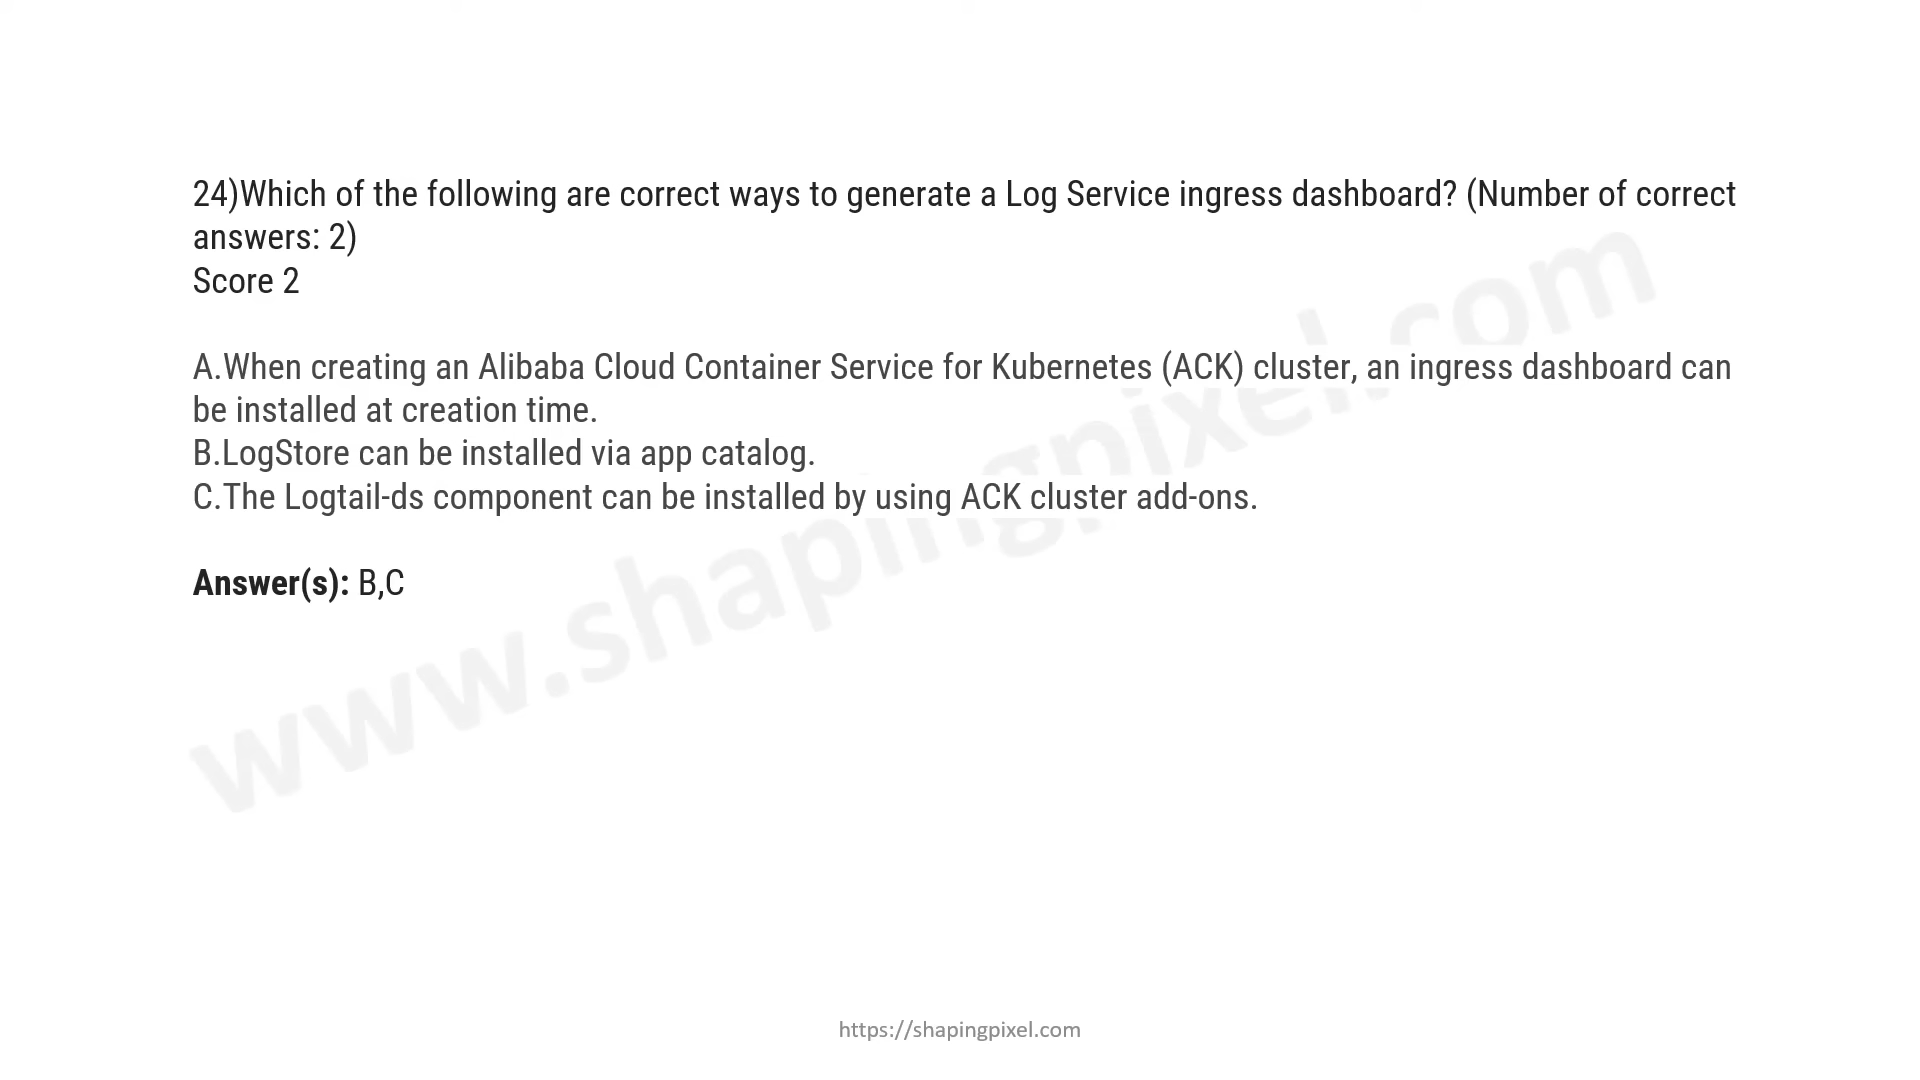 24)Which of the following are correct ways to generate a Log Service ingress dashboard? (Number of correct
answers: 2)
Score 2
A.When creating an Alibaba Cloud Container Service for Kubernetes (ACK) cluster, an ingress dashboard can
be installed at creation time.
B.LogStore can be installed via app catalog.
C.The Logtail-ds component can be installed by using ACK cluster add-ons.
Answer(s): B,C
www.shapingpixel.com
https://shapingpixel.com